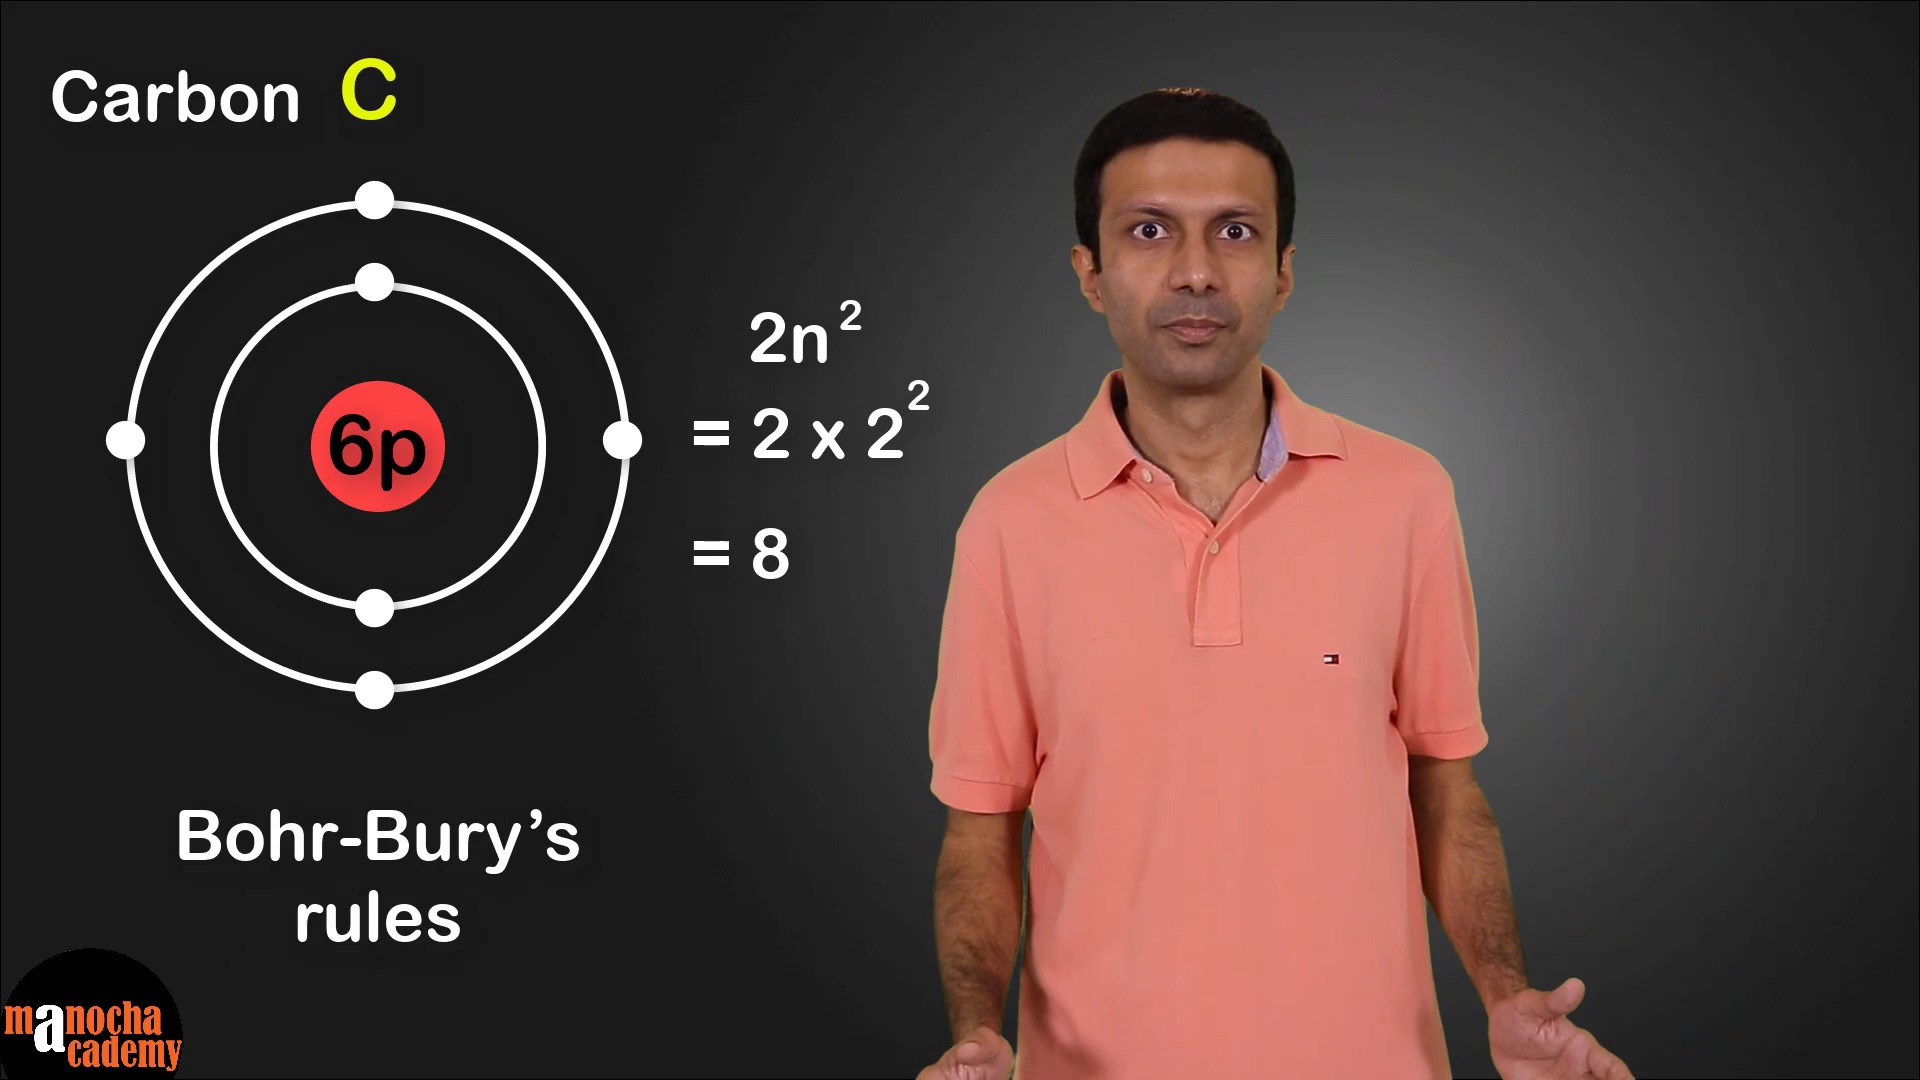 Carbon C
6p
2n²
= 2 x 2²
= 8
Bohr-Bury’s
rules
manocha
academy